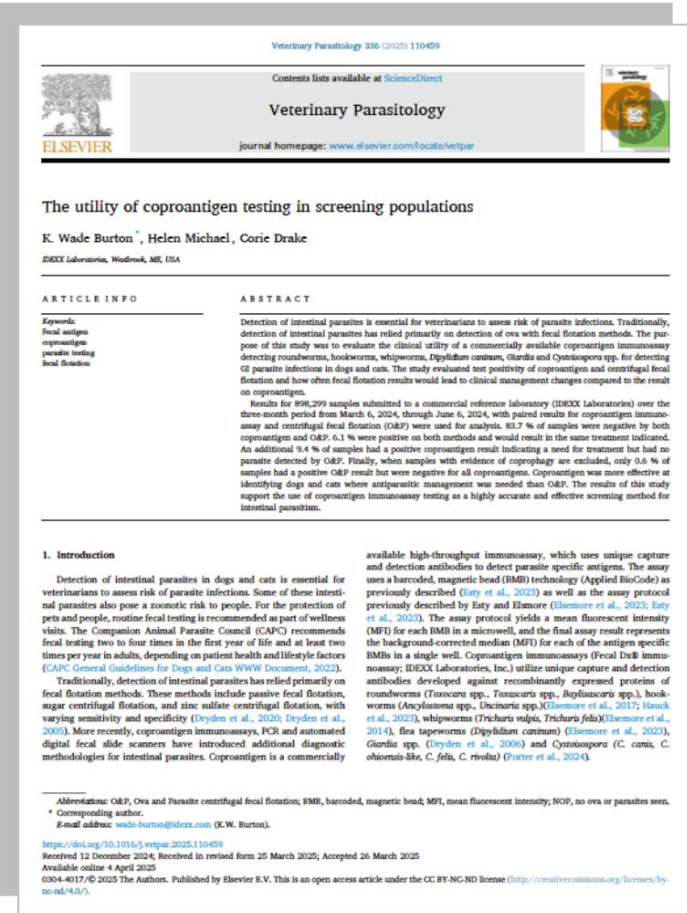 Veterinary Parasitology 336 (2025) 110459
Contents lists available at ScienceDirect
Veterinary Parasitology
journal homepage: www.elsevier.com/locate/vetpar
ELSEVIER
The utility of coproantigen testing in screening populations
K. Wade Burton *, Helen Michael, Corie Drake
IDEXX Laboratories, Westbrook, ME, USA
ARTICLE INFO
Keywords:
Fecal antigen
coproantigen
parasite testing
fecal flotation
ABSTRACT
Detection of intestinal parasites is essential for veterinarians to assess risk of parasite infections. Traditionally,
detection of intestinal parasites has relied primarily on detection of ova with fecal flotation methods. The pur-
pose of this study was to evaluate the clinical utility of a commercially available coproantigen immunoassay
detecting roundworms, hookworms, whipworms, Dipylidium caninum, Giardia and Cystoisospora spp. for detecting
GI parasite infections in dogs and cats. The study evaluated test positivity of coproantigen and centrifugal fecal
flotation and how often fecal flotation results would lead to clinical management changes compared to the result
on coproantigen.
Results for 898,299 samples submitted to a commercial reference laboratory (IDEXX Laboratories) over the
three-month period from March 6, 2024, through June 6, 2024, with paired results for coproantigen immuno-
assay and centrifugal fecal flotation (O&P) were used for analysis. 83.7 % of samples were negative by both
coproantigen and O&P. 6.1 % were positive on both methods and would result in the same treatment indicated.
An additional 9.4 % of samples had a positive coproantigen result indicating a need for treatment but had no
parasite detected by O&P. Finally, when samples with evidence of coprophagy are excluded, only 0.6 % of
samples had a positive O&P result but were negative for all coproantigens. Coproantigen was more effective at
identifying dogs and cats where antiparasitic management was needed than O&P. The results of this study
support the use of coproantigen immunoassay testing as a highly accurate and effective screening method for
intestinal parasitism.
1. Introduction
Detection of intestinal parasites in dogs and cats is essential for
veterinarians to assess risk of parasite infections. Some of these intesti-
nal parasites also pose a zoonotic risk to people. For the protection of
pets and people, routine fecal testing is recommended as part of wellness
visits. The Companion Animal Parasite Council (CAPC) recommends
fecal testing two to four times in the first year of life and at least two
times per year in adults, depending on patient health and lifestyle factors
(CAPC General Guidelines for Dogs and Cats WWW Document, 2022).
Traditionally, detection of intestinal parasites has relied primarily on
fecal flotation methods. These methods include passive fecal flotation,
sugar centrifugal flotation, and zinc sulfate centrifugal flotation, with
varying sensitivity and specificity (Dryden et al., 2020; Dryden et al.,
2005). More recently, coproantigen immunoassays, PCR and automated
digital fecal slide scanners have introduced additional diagnostic
methodologies for intestinal parasites. Coproantigen is a commercially
available high-throughput immunoassay, which uses unique capture
and detection antibodies to detect parasite specific antigens. The assay
uses a barcoded, magnetic bead (BMB) technology (Applied BioCode) as
previously described (Esty et al., 2023) as well as the assay protocol
previously described by Esty and Elsmore (Elsemore et al., 2023; Esty
et al., 2023). The assay protocol yields a mean fluorescent intensity
(MFI) for each BMB in a microwell, and the final assay result represents
the background-corrected median (MFI) for each of the antigen specific
BMBs in a single well. Coproantigen immunoassays (Fecal Dx® immu-
noassay; IDEXX Laboratories, Inc.) utilize unique capture and detection
antibodies developed against recombinantly expressed proteins of
roundworms (Toxocara spp., Toxascaris spp., Baylisascaris spp.), hook-
worms (Ancylostoma spp., Uncinaria spp.)(Elsemore et al., 2017; Hauck
et al., 2023), whipworms (Trichuris vulpis, Trichuris felis)(Elsemore et al.,
2014), flea tapeworms (Dipylidium caninum) (Elsemore et al., 2023),
Giardia spp. (Dryden et al., 2006) and Cystoisospora (C. canis, C.
ohioensis-like, C. felis, C. rivolta) (Porter et al., 2024).
Abbreviations: O&P, Ova and Parasite centrifugal fecal flotation; BMB, barcoded, magnetic bead; MFI, mean fluorescent intensity; NOP, no ova or parasites seen.
* Corresponding author.
E-mail address: wade-burton@idexx.com (K.W. Burton).
https://doi.org/10.1016/j.vetpar.2025.110459
Received 12 December 2024; Received in revised form 25 March 2025; Accepted 26 March 2025
Available online 4 April 2025
0304-4017/© 2025 The Authors. Published by Elsevier B.V. This is an open access article under the CC BY-NC-ND license (http://creativecommons.org/licenses/by-
nc-nd/4.0/).